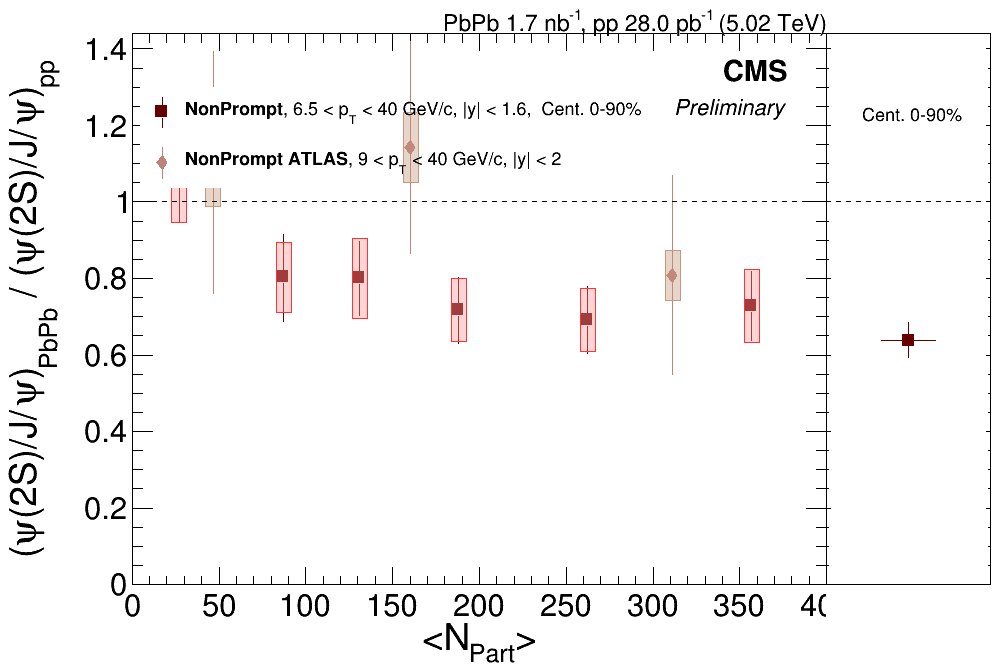 PbPb 1.7 nb-1, pp 28.0 pb-1 (5.02 TeV)
CMS
Preliminary
NonPrompt, 6.5 < pT < 40 GeV/c, |y| < 1.6, Cent. 0-90%
NonPrompt ATLAS, 9 < pT < 40 GeV/c, |y| < 2
Cent. 0-90%
(ψ(2S)/J/ψ)PbPb / (ψ(2S)/J/ψ)pp
1.4
1.2
1
0.8
0.6
0.4
0.2
0
0 50 100 150 200 250 300 350 40
<NPart>